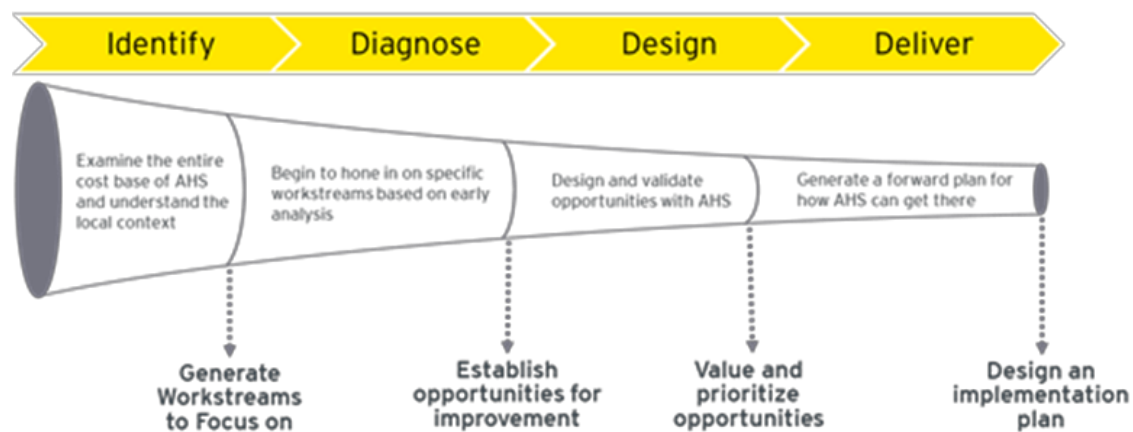 Identify
Diagnose
Design
Deliver
Examine the entire
cost base of AHS
and understand the
local context
Begin to hone in on specific
workstreams based on early
analysis
Design and validate
opportunities with AHS
Generate a forward plan for
how AHS can get there
Generate
Workstreams
to Focus on
Establish
opportunities for
improvement
Value and
prioritize
opportunities
Design an
implementation
plan